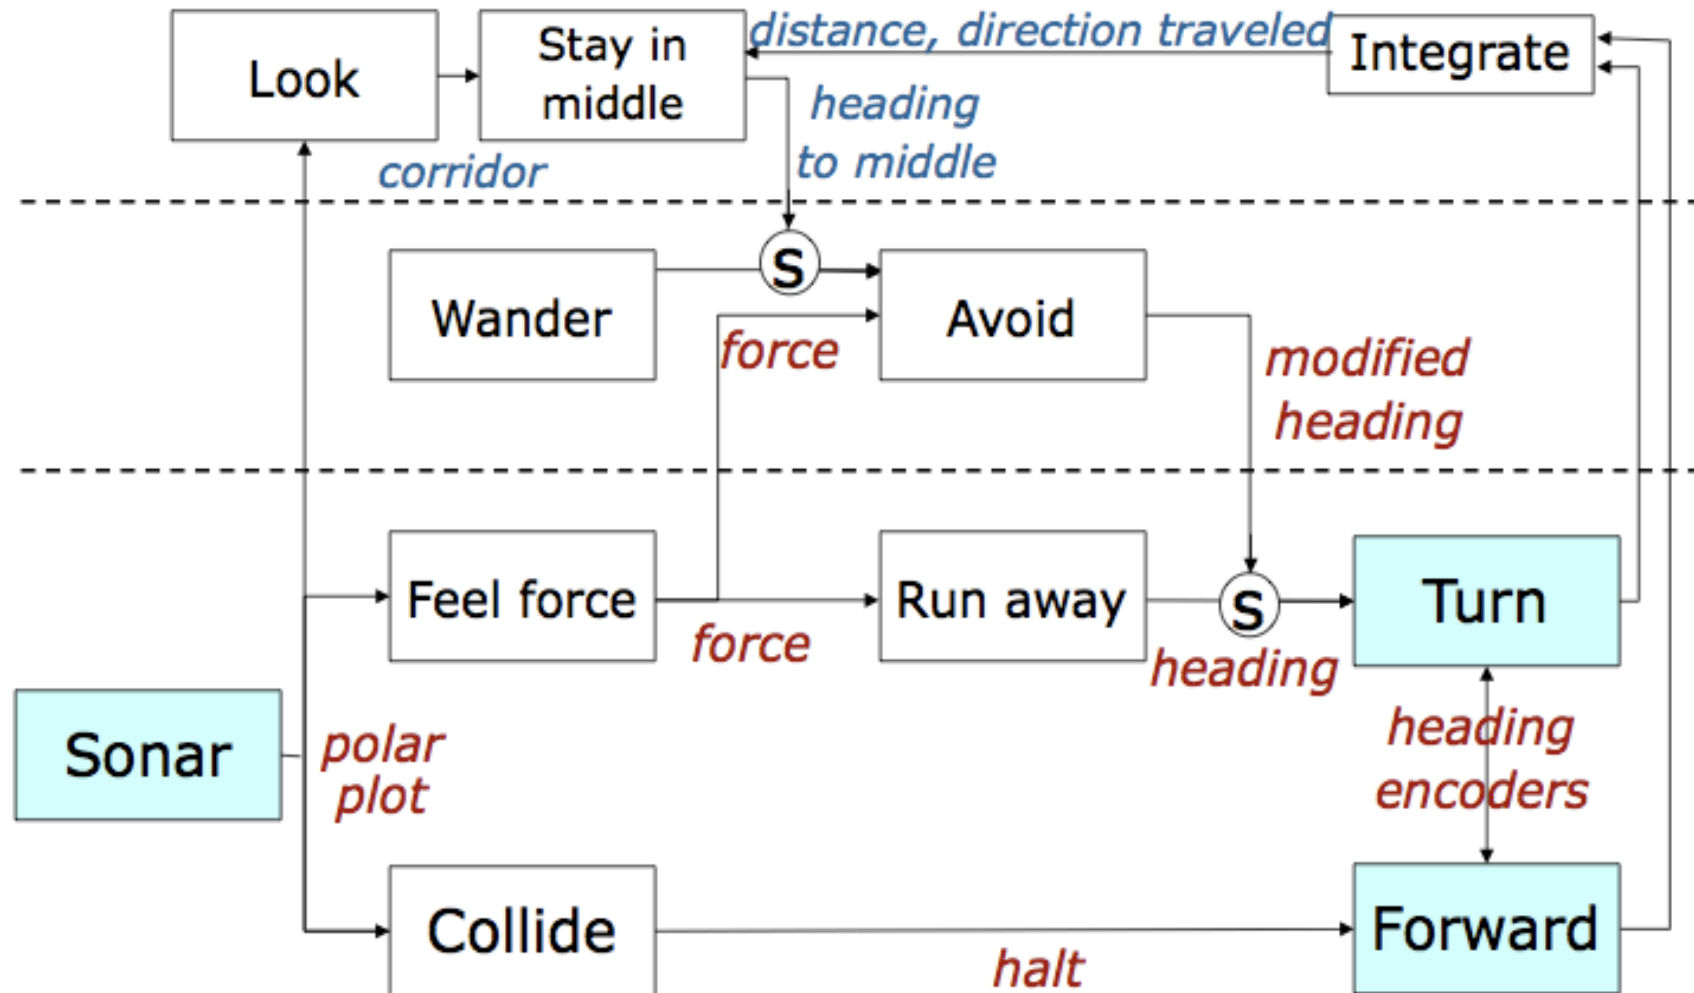 distance, direction traveled
Look
Stay in
middle
Integrate
heading
to middle
corridor
S
Wander
Avoid
force
modified
heading
Feel force
Run away
S
Turn
force
heading
Sonar
polar
plot
heading
encoders
Collide
Forward
halt